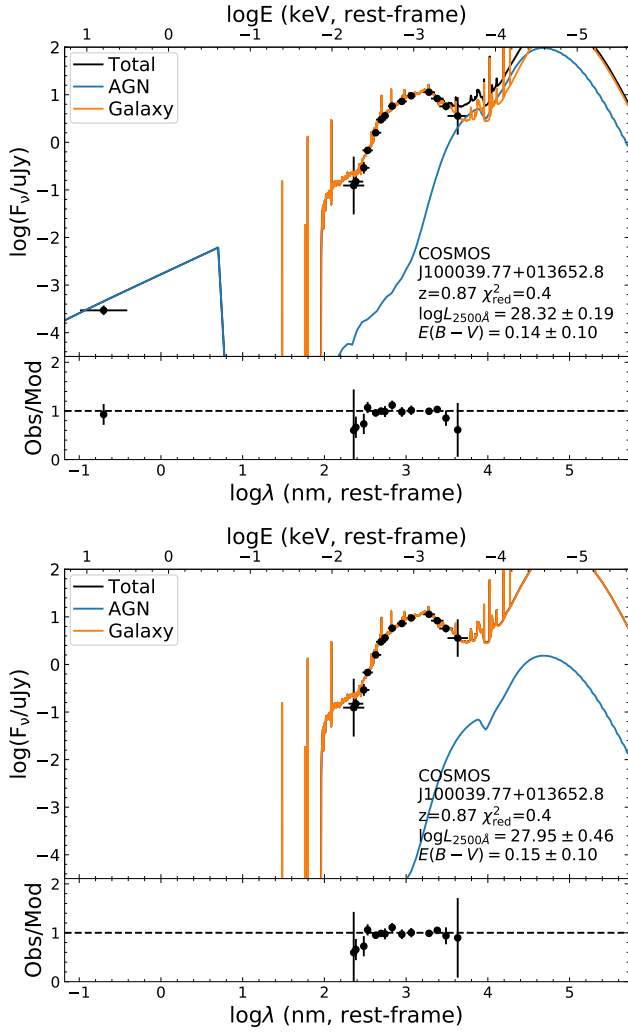 logE (keV, rest-frame)
1 0 −1 −2 −3 −4 −5
Total
AGN
Galaxy
log(Fν/uJy)
2
1
0
−1
−2
−3
−4
COSMOS
J100039.77+013652.8
z=0.87 χ²red=0.4
logL2500Å = 28.32 ± 0.19
E(B − V) = 0.14 ± 0.10
Obs/Mod
2
1
0
−1 0 1 2 3 4 5
logλ (nm, rest-frame)
logE (keV, rest-frame)
1 0 −1 −2 −3 −4 −5
Total
AGN
Galaxy
log(Fν/uJy)
2
1
0
−1
−2
−3
−4
COSMOS
J100039.77+013652.8
z=0.87 χ²red=0.4
logL2500Å = 27.95 ± 0.46
E(B − V) = 0.15 ± 0.10
Obs/Mod
2
1
0
−1 0 1 2 3 4 5
logλ (nm, rest-frame)